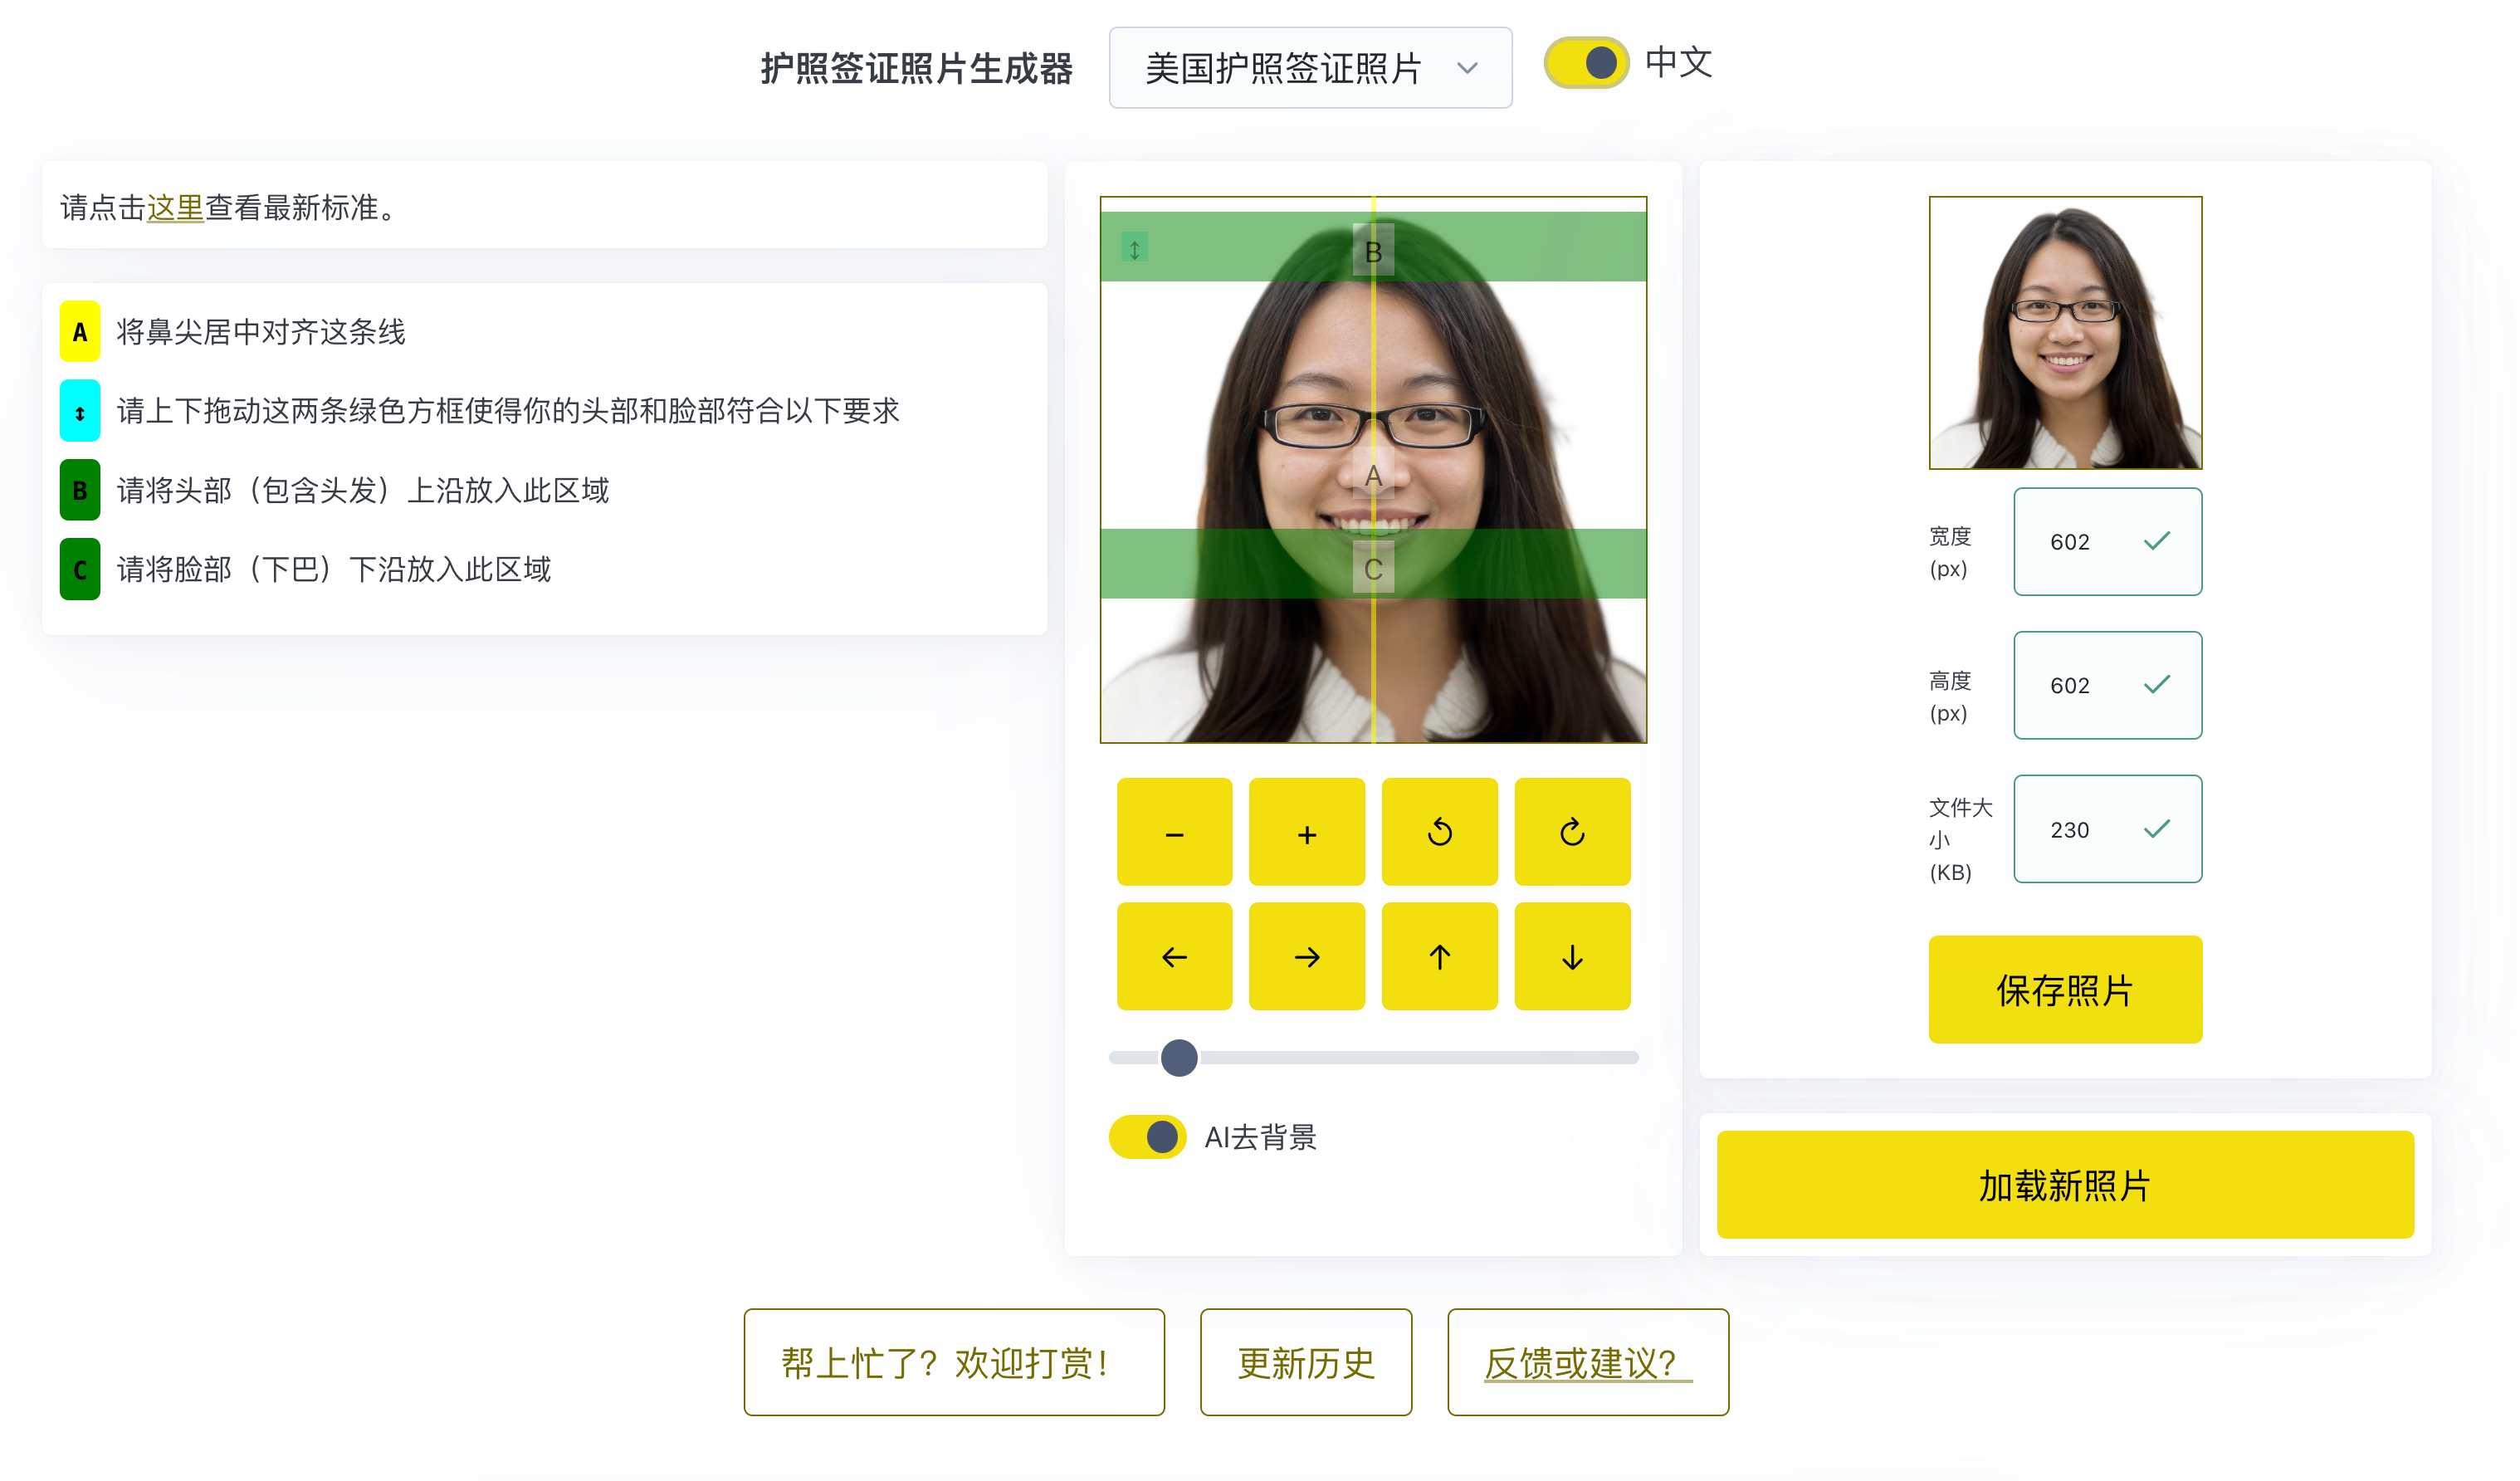 护照签证照片生成器
美国护照签证照片
中文
请点击这里查看最新标准。
A 将鼻尖居中对齐这条线
↕ 请上下拖动这两条绿色方框使得你的头部和脸部符合以下要求
B 请将头部（包含头发）上沿放入此区域
C 请将脸部（下巴）下沿放入此区域
↕
B
A
C
− + ↺ ↻
← → ↑ ↓
AI去背景
宽度
(px)
602
高度
(px)
602
文件大
小
(KB)
230
保存照片
加载新照片
帮上忙了？欢迎打赏！
更新历史
反馈或建议？